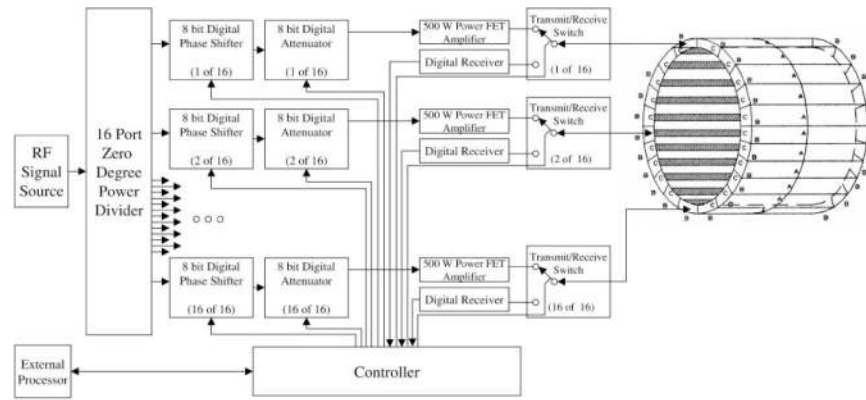 8 bit Digital
Phase Shifter
(1 of 16)
8 bit Digital
Attenuator
(1 of 16)
500 W Power FET
Amplifier
Digital Receiver
Transmit/Receive
Switch
(1 of 16)
8 bit Digital
Phase Shifter
(2 of 16)
8 bit Digital
Attenuator
(2 of 16)
500 W Power FET
Amplifier
Digital Receiver
Transmit/Receive
Switch
(2 of 16)
RF
Signal
Source
16 Port
Zero
Degree
Power
Divider
8 bit Digital
Phase Shifter
(16 of 16)
8 bit Digital
Attenuator
(16 of 16)
500 W Power FET
Amplifier
Digital Receiver
Transmit/Receive
Switch
(16 of 16)
External
Processor
Controller